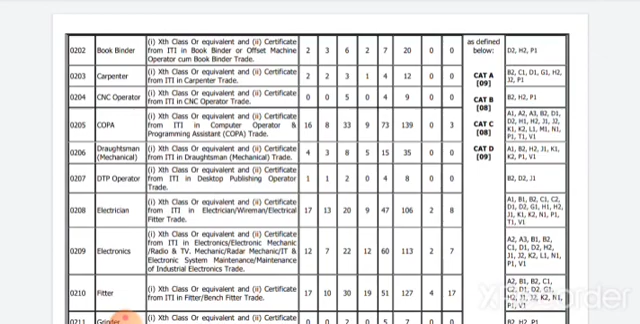 (i) Xth Class Or equivalent and (ii) Certificate
0202 Book Binder from ITI in Book Binder or Offset Machine 2 3 6 2 7 20 0 0 D2, H2, P1
Operator cum Book Binder Trade.
as defined
below:
0203 Carpenter (i) Xth Class Or equivalent and (ii) Certificate
from ITI in Carpenter Trade. 2 2 3 1 4 12 0 0 B2, C1, D1, G1, H2,
J2, P1
CAT A
[09]
0204 CNC Operator (i) Xth Class Or equivalent and (ii) Certificate
from ITI in CNC Operator Trade. 0 0 5 0 4 9 0 0 B2, H2, P1
CAT B
[08]
0205 COPA (i) Xth Class Or equivalent and (ii) Certificate
from ITI in Computer Operator &
Programming Assistant (COPA) Trade. 16 8 33 9 73 139 0 3
A1, A2, A3, B2, D1,
D2, H1, H2, J1, J2,
K1, K2, L1, M1, N1,
P1, T1, V1
CAT C
[08]
0206 Draughtsman
(Mechanical) (i) Xth Class Or equivalent and (ii) Certificate
from ITI in Draughtsman (Mechanical) Trade. 4 3 8 5 15 35 0 0 A1, B2, H2, J1, K1,
K2, P1, V1
CAT D
[09]
0207 DTP Operator (i) Xth Class Or equivalent and (ii) Certificate
from ITI in Desktop Publishing Operator
Trade. 1 1 2 0 4 8 0 0 B2, D2, J1
0208 Electrician (i) Xth Class Or equivalent and (ii) Certificate
from ITI in Electrician/Wireman/Electrical
Fitter Trade. 17 13 20 9 47 106 2 8
A1, B1, B2, C1, C2,
D1, D2, G1, H1, H2,
J1, K1, K2, N1, P1,
T1, V1
0209 Electronics (i) Xth Class Or equivalent and (ii) Certificate
from ITI in Electronics/Electronic Mechanic
/Radio & TV. Mechanic/Radar Mechanic/IT &
Electronic System Maintenance/Maintenance
of Industrial Electronics Trade. 12 7 22 12 60 113 2 7
A2, A3, B1, B2,
C1, D1, D2, H2,
J1, J2, K2, L1, N1,
P1, V1
0210 Fitter (i) Xth Class Or equivalent and (ii) Certificate
from ITI in Fitter/Bench Fitter Trade. 17 10 30 19 51 127 4 17
A2, B1, B2, C1,
D1, D2, G1,
H2, J1, J2, K2, N1,
P1, V1
0211 Grinder (i) Xth Class Or equivalent and (ii) Certificate 0 0 2 0 5 7 0 0 B2, H2, P1